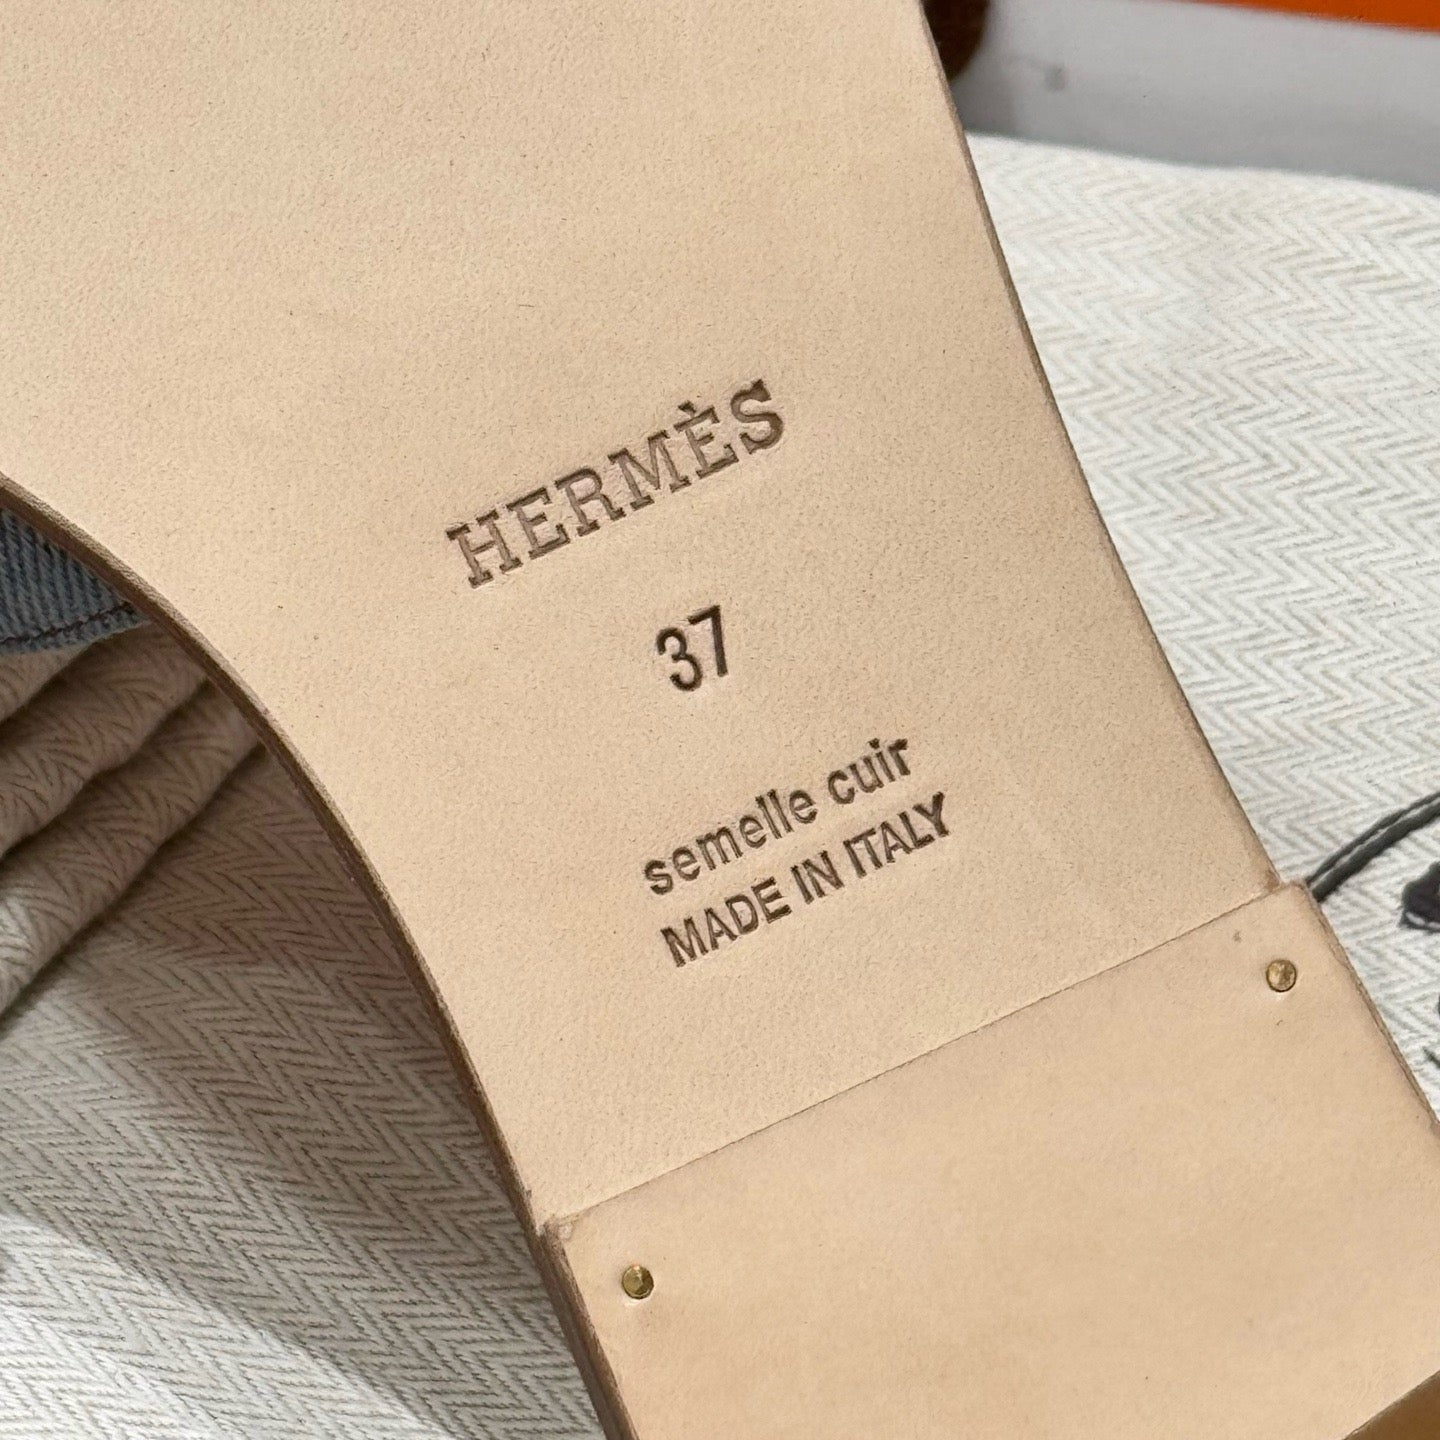 HERMÈS
37
semelle cuir
MADE IN ITALY